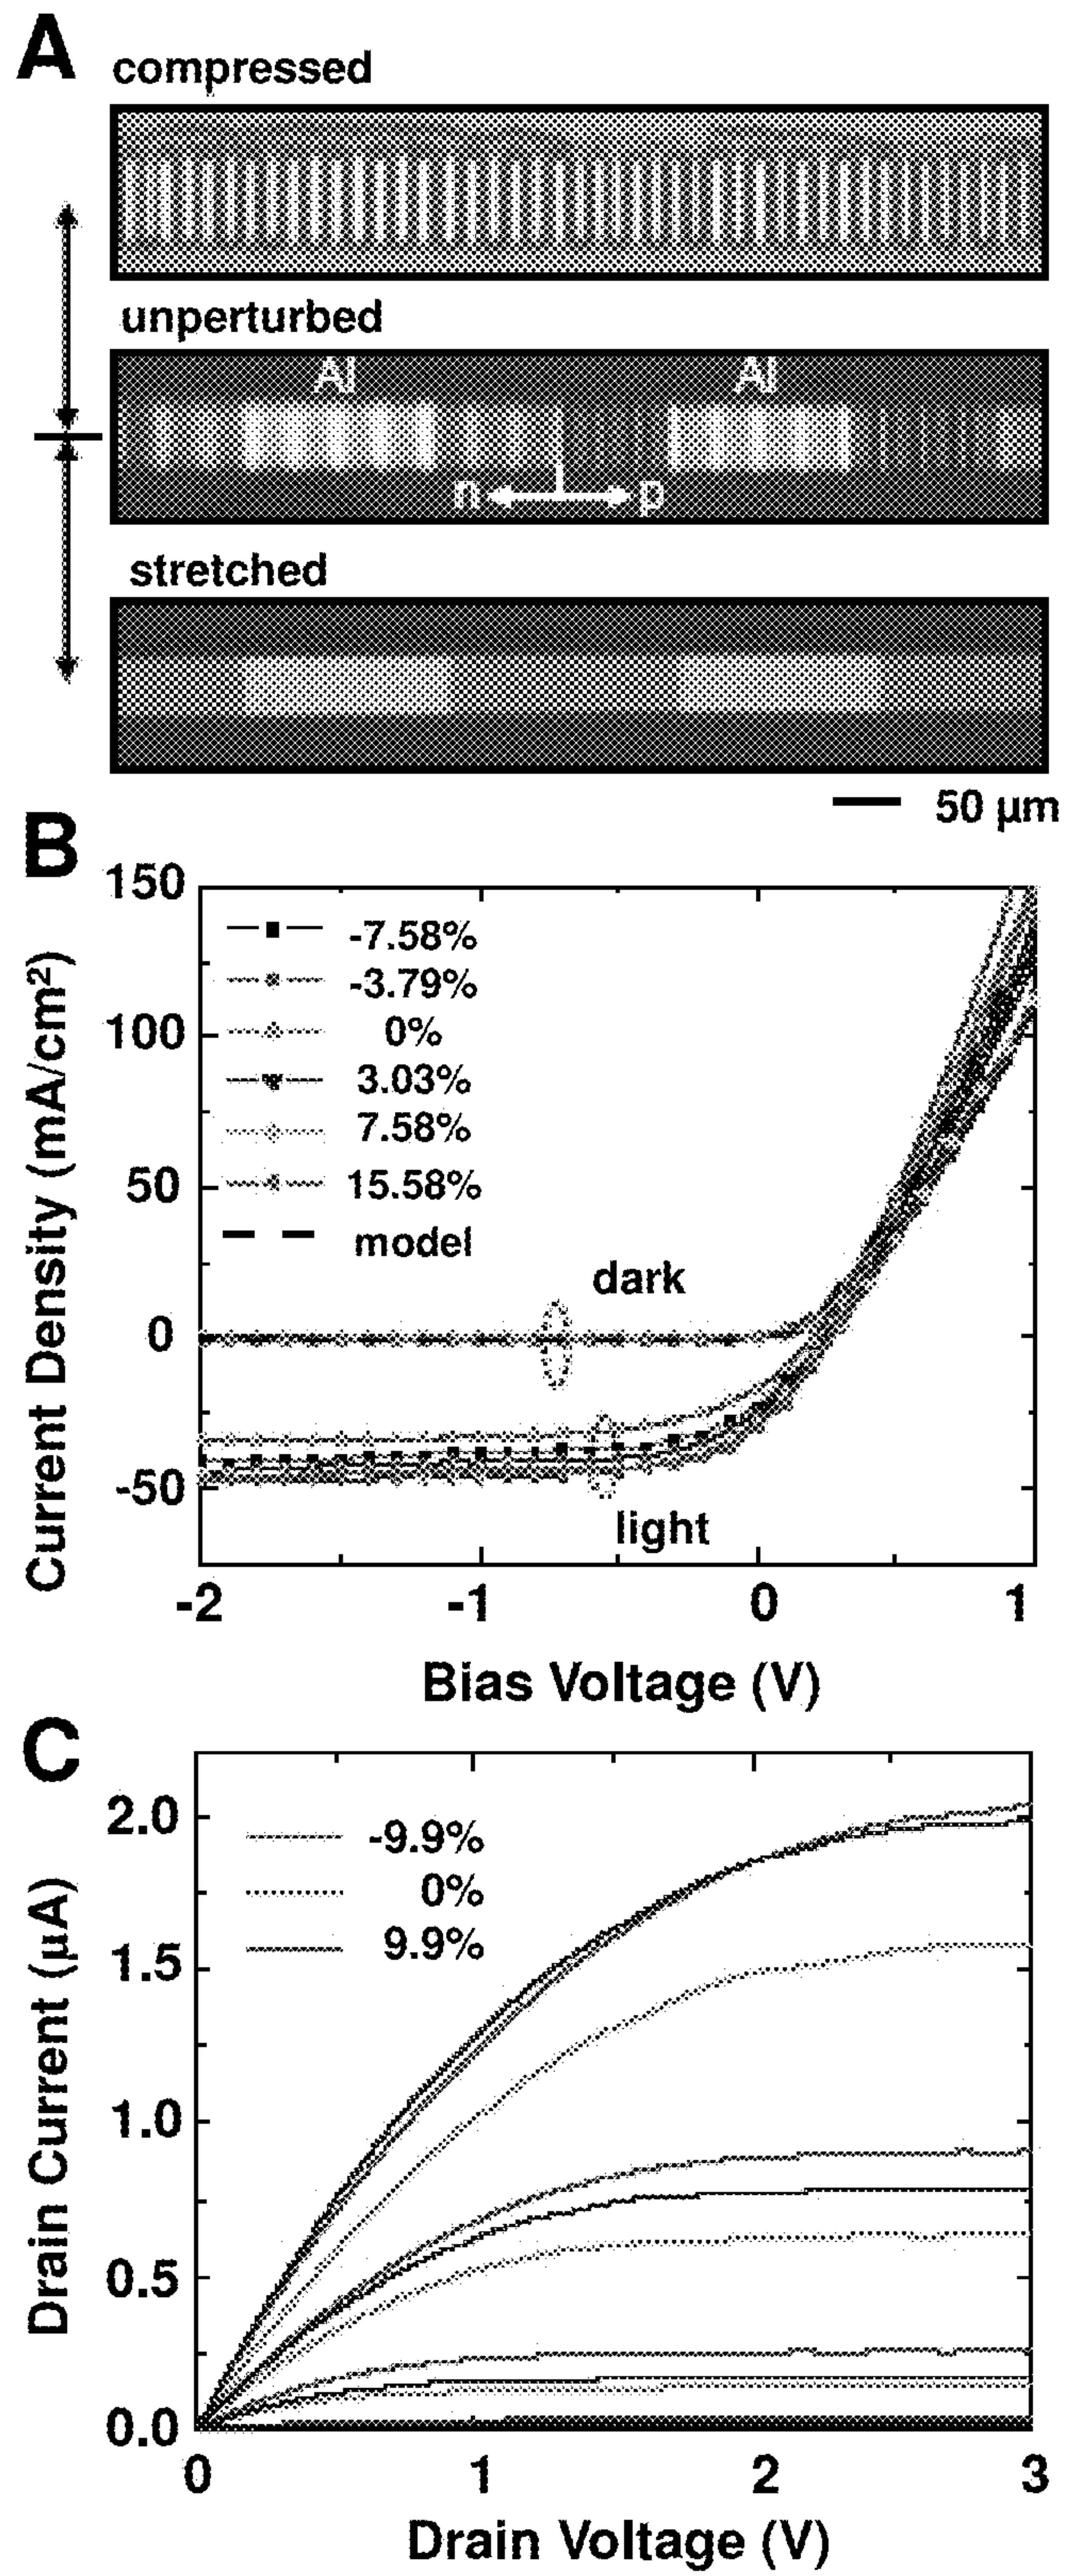 A
compressed
unperturbed
Al Al
n p
stretched
50 µm
B
Current Density (mA/cm²)
150
100
50
0
-50
-7.58%
-3.79%
0%
3.03%
7.58%
15.58%
model
dark
light
-2 -1 0 1
Bias Voltage (V)
C
Drain Current (µA)
2.0
1.5
1.0
0.5
0.0
-9.9%
0%
9.9%
0 1 2 3
Drain Voltage (V)